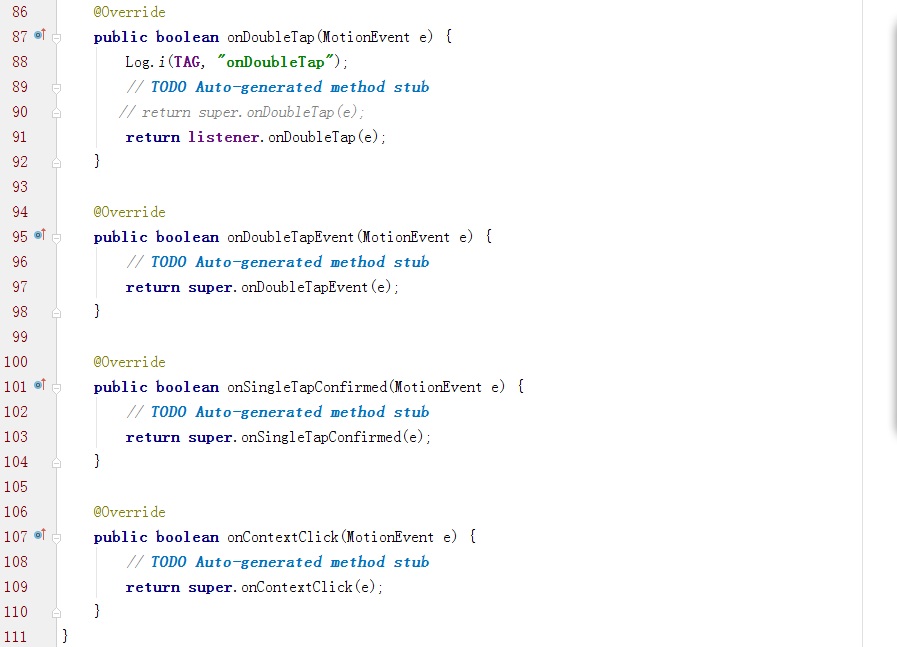 86 @Override
87 public boolean onDoubleTap(MotionEvent e) {
88 Log.i(TAG, "onDoubleTap");
89 // TODO Auto-generated method stub
90 // return super.onDoubleTap(e);
91 return listener.onDoubleTap(e);
92 }
93
94 @Override
95 public boolean onDoubleTapEvent(MotionEvent e) {
96 // TODO Auto-generated method stub
97 return super.onDoubleTapEvent(e);
98 }
99
100 @Override
101 public boolean onSingleTapConfirmed(MotionEvent e) {
102 // TODO Auto-generated method stub
103 return super.onSingleTapConfirmed(e);
104 }
105
106 @Override
107 public boolean onContextClick(MotionEvent e) {
108 // TODO Auto-generated method stub
109 return super.onContextClick(e);
110 }
111 }